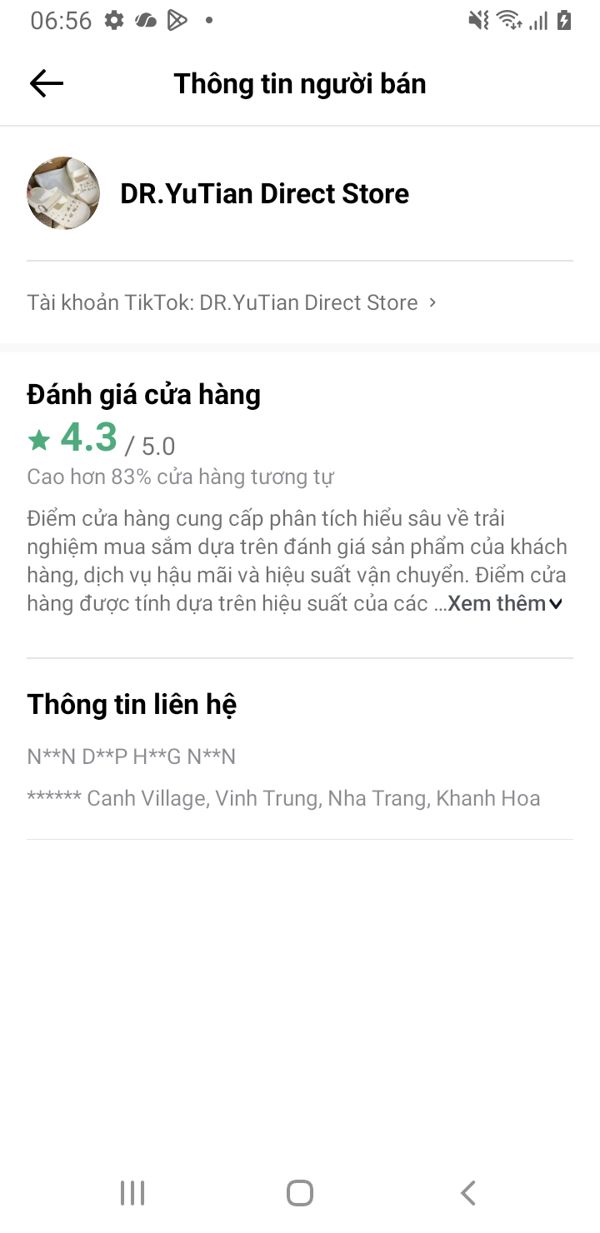 06:56
Thông tin người bán
DR.YuTian Direct Store
Tài khoản TikTok: DR.YuTian Direct Store
Đánh giá cửa hàng
4.3 / 5.0
Cao hơn 83% cửa hàng tương tự
Điểm cửa hàng cung cấp phân tích hiểu sâu về trải
nghiệm mua sắm dựa trên đánh giá sản phẩm của khách
hàng, dịch vụ hậu mãi và hiệu suất vận chuyển. Điểm cửa
hàng được tính dựa trên hiệu suất của các ...Xem thêm
Thông tin liên hệ
N**N D**P H**G N**N
****** Canh Village, Vinh Trung, Nha Trang, Khanh Hoa